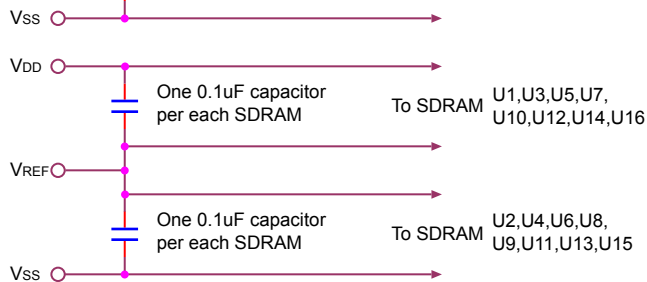 VSS
VDD
One 0.1uF capacitor
per each SDRAM
To SDRAM
U1,U3,U5,U7,
U10,U12,U14,U16
VREF
One 0.1uF capacitor
per each SDRAM
To SDRAM
U2,U4,U6,U8,
U9,U11,U13,U15
VSS